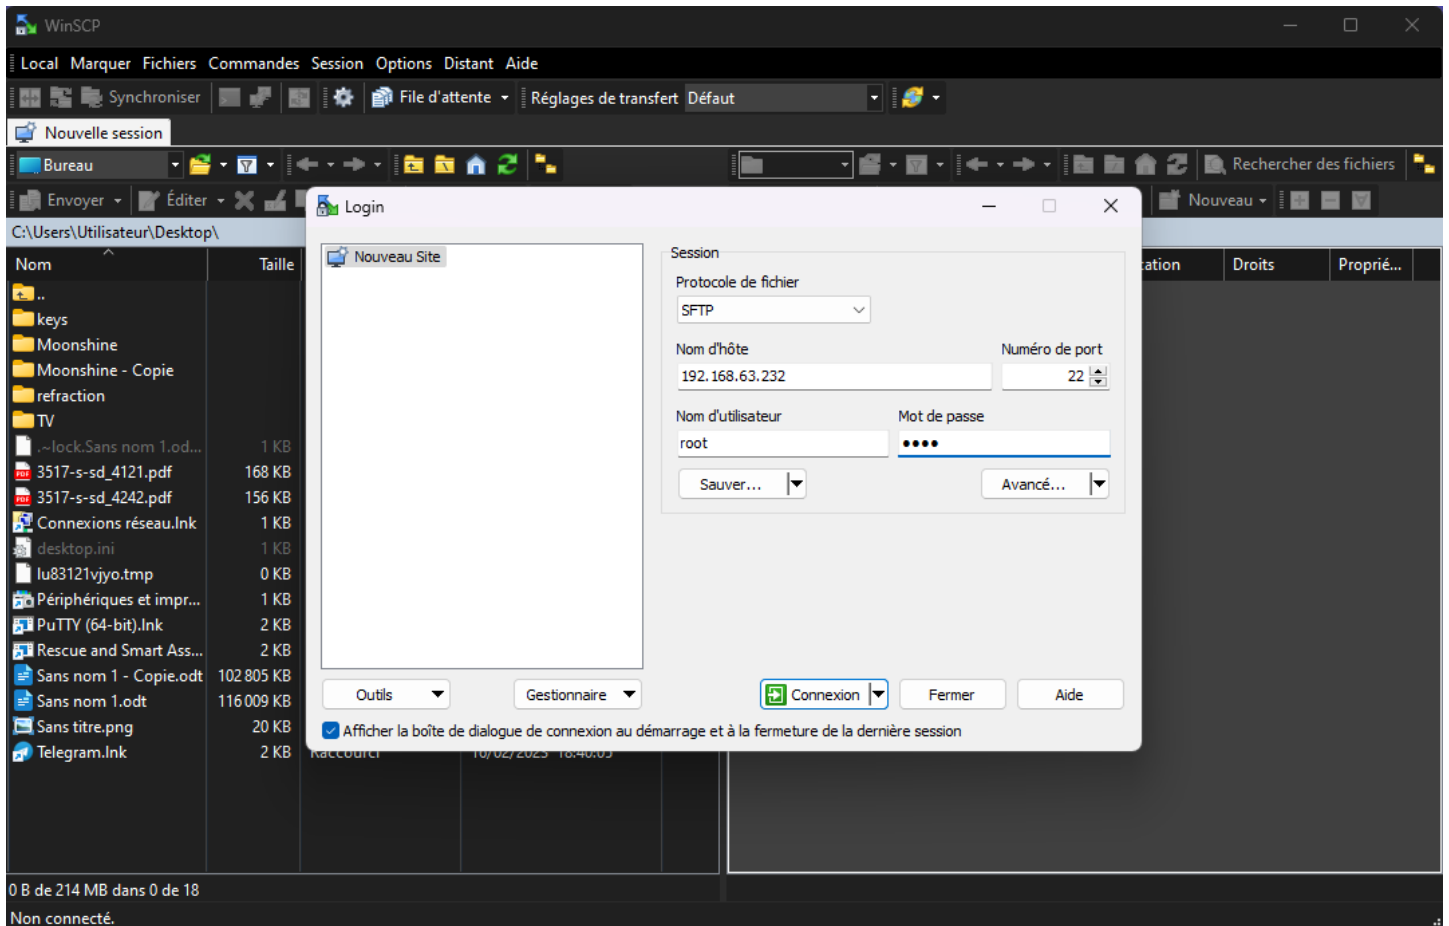 WinSCP
Local Marquer Fichiers Commandes Session Options Distant Aide
Synchroniser File d'attente Réglages de transfert Défaut
Nouvelle session
Bureau Rechercher des fichiers
Envoyer Éditer Nouveau
Login
C:\Users\Utilisateur\Desktop\
Nom Taille
Droits Proprié...
..
keys
Moonshine
Moonshine - Copie
refraction
TV
.~lock.Sans nom 1.od... 1 KB
3517-s-sd_4121.pdf 168 KB
3517-s-sd_4242.pdf 156 KB
Connexions réseau.lnk 1 KB
desktop.ini 1 KB
lu83121vjyo.tmp 0 KB
Périphériques et impr... 1 KB
PuTTY (64-bit).lnk 2 KB
Rescue and Smart Ass... 2 KB
Sans nom 1 - Copie.odt 102 805 KB
Sans nom 1.odt 116 009 KB
Sans titre.png 20 KB
Telegram.lnk 2 KB Raccourci 16/02/2023 18:40:05
Nouveau Site
Session
Protocole de fichier
SFTP
Nom d'hôte Numéro de port
192.168.63.232 22
Nom d'utilisateur Mot de passe
root ••••
Sauver... Avancé...
Outils Gestionnaire Connexion Fermer Aide
Afficher la boîte de dialogue de connexion au démarrage et à la fermeture de la dernière session
0 B de 214 MB dans 0 de 18
Non connecté.